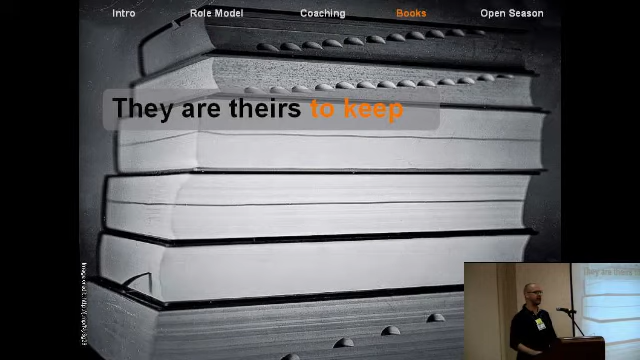 Intro Role Model Coaching Books Open Season
They are theirs to keep